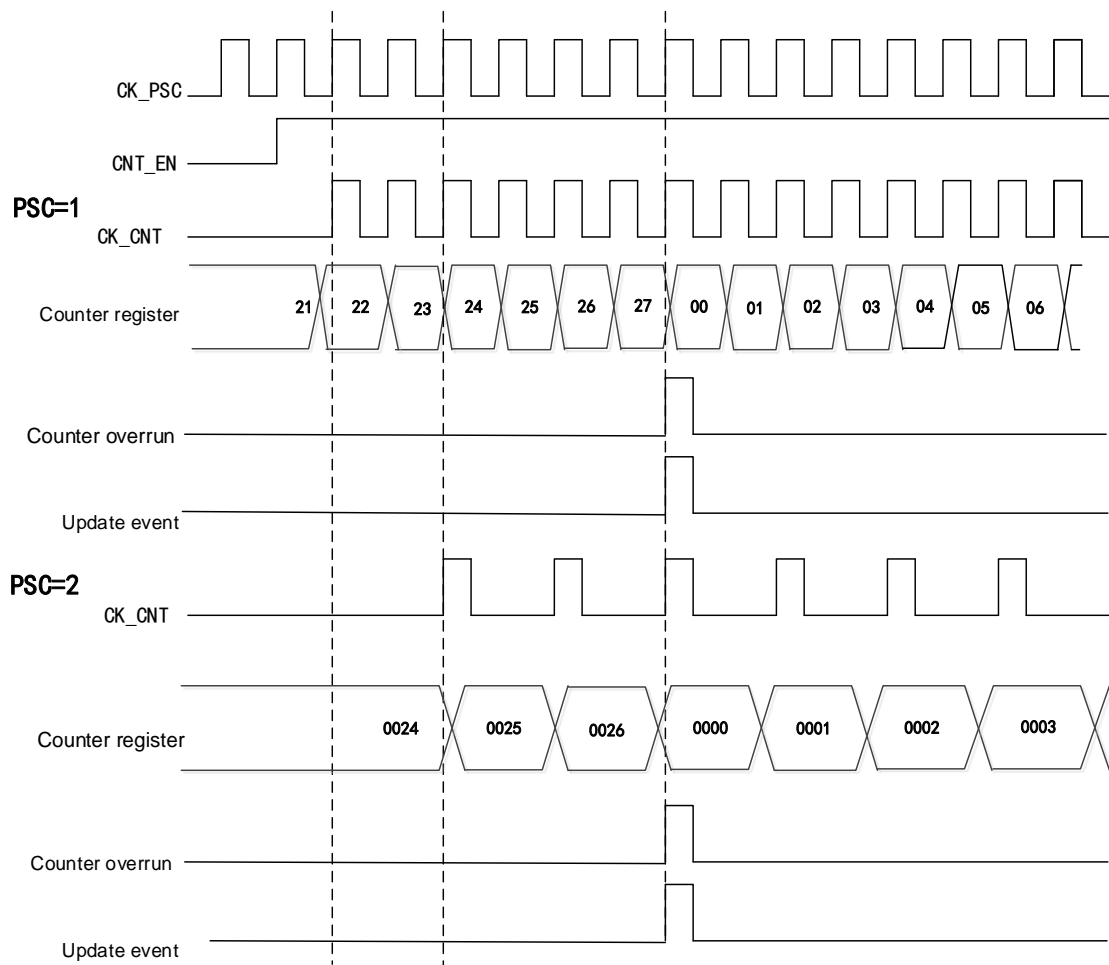 CK_PSC
CNT_EN
PSC=1
CK_CNT
Counter register
21 22 23 24 25 26 27 00 01 02 03 04 05 06
Counter overrun
Update event
PSC=2
CK_CNT
Counter register
0024 0025 0026 0000 0001 0002 0003
Counter overrun
Update event